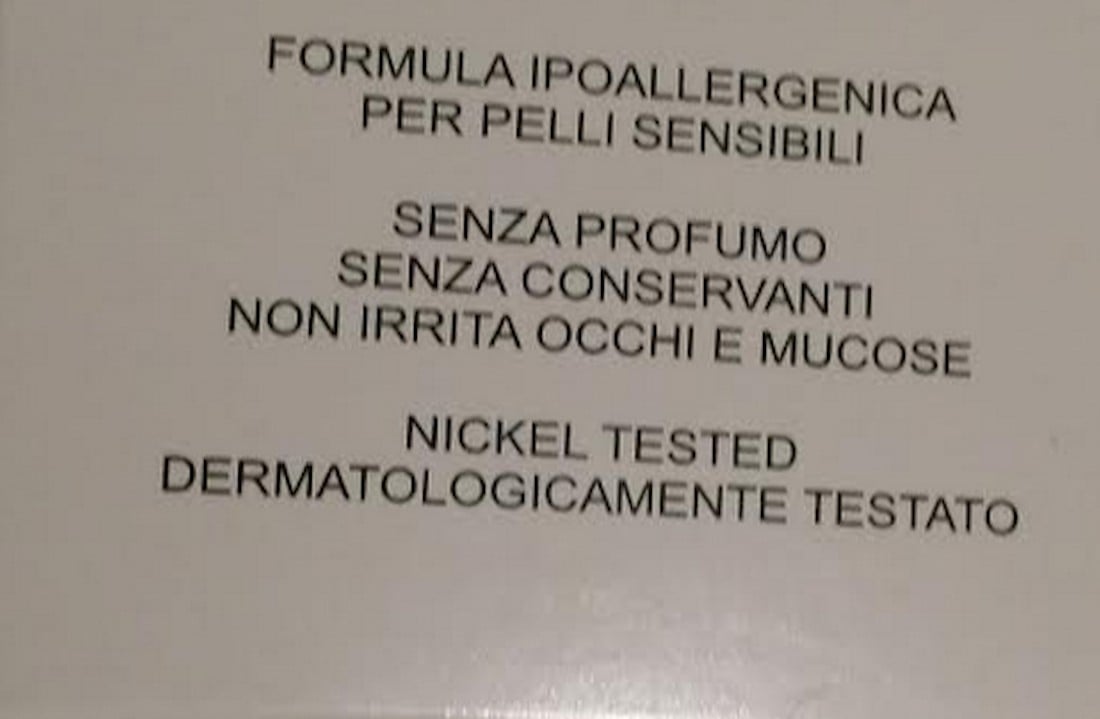 FORMULA IPOALLERGENICA
PER PELLI SENSIBILI
SENZA PROFUMO
SENZA CONSERVANTI
NON IRRITA OCCHI E MUCOSE
NICKEL TESTED
DERMATOLOGICAMENTE TESTATO